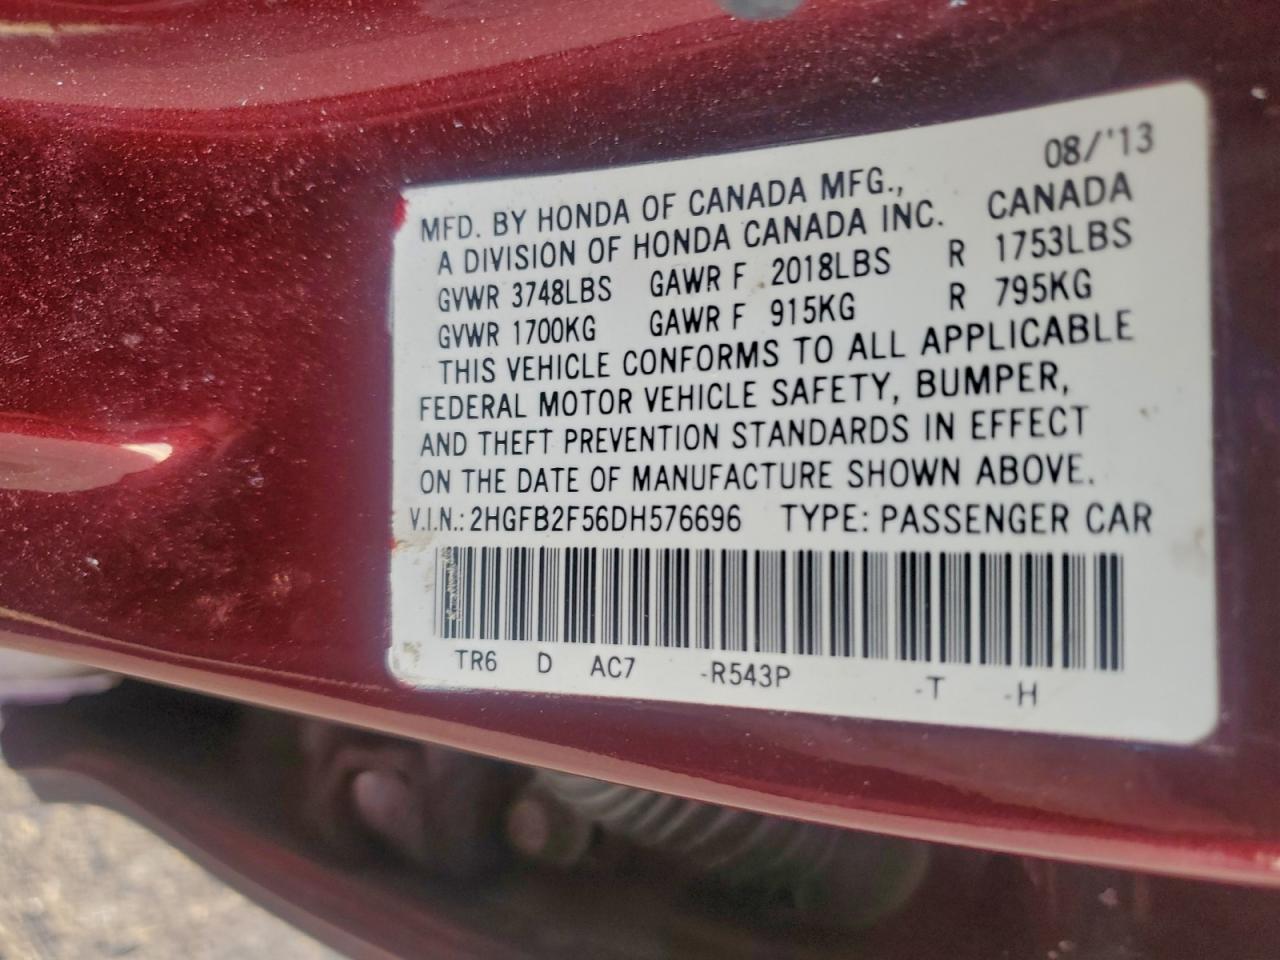 08/'13
MFD. BY HONDA OF CANADA MFG.,
A DIVISION OF HONDA CANADA INC. CANADA
GVWR 3748LBS GAWR F 2018LBS R 1753LBS
GVWR 1700KG GAWR F 915KG R 795KG
THIS VEHICLE CONFORMS TO ALL APPLICABLE
FEDERAL MOTOR VEHICLE SAFETY, BUMPER,
AND THEFT PREVENTION STANDARDS IN EFFECT
ON THE DATE OF MANUFACTURE SHOWN ABOVE.
V.I.N.: 2HGFB2F56DH576696 TYPE: PASSENGER CAR
TR6 D AC7 -R543P -T -H